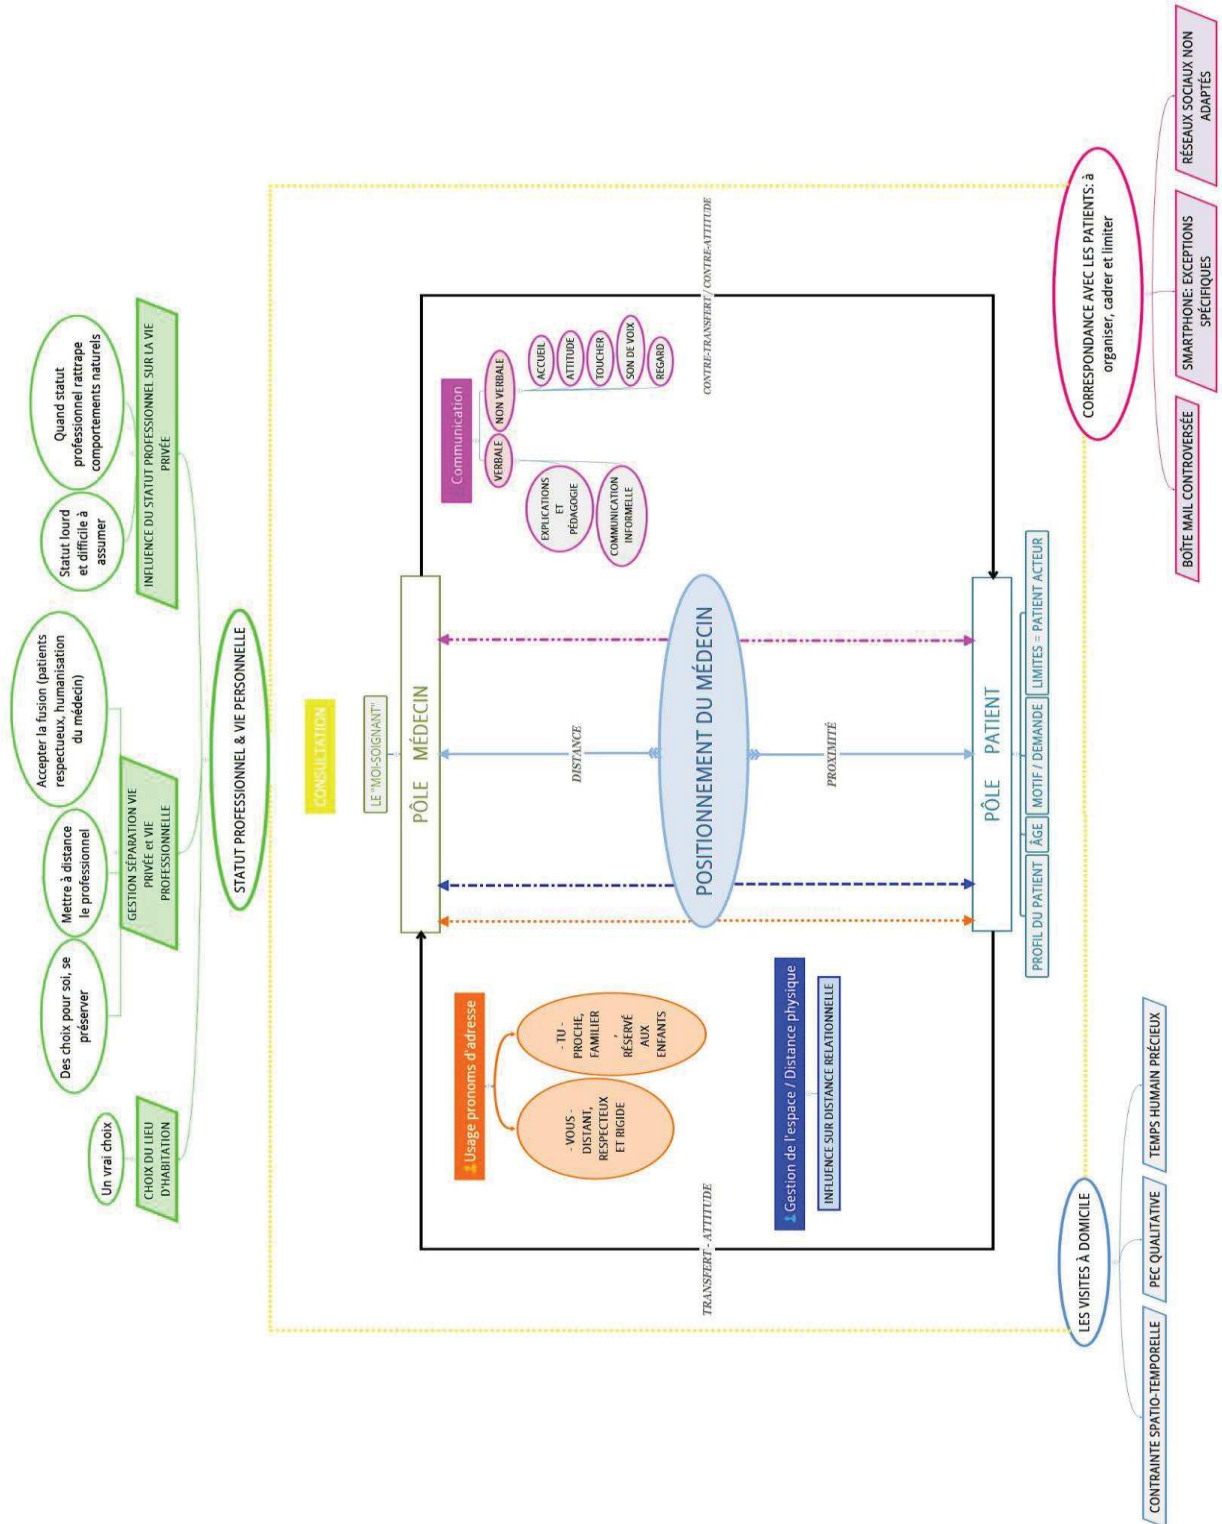 Un vrai choix
CHOIX DU LIEU
D'HABITATION
Des choix pour soi, se
préserver
Mettre à distance
le professionnel
Accepter la fusion (patients
respectueux, humanisation
du médecin)
GESTION SÉPARATION VIE
PRIVÉE et VIE
PROFESSIONNELLE
Statut lourd
et difficile à
assumer
Quand statut
professionnel rattrape
comportements naturels
INFLUENCE DU STATUT PROFESSIONNEL SUR LA VIE
PRIVÉE
STATUT PROFESSIONNEL & VIE PERSONNELLE
CONSULTATION
LE "MOI-SOIGNANT"
PÔLE MÉDECIN
Usage pronoms d'adresse
- VOUS -
DISTANT,
RESPECTEUX
ET RIGIDE
- TU -
PROCHE,
FAMILIER
,
RÉSERVÉ
AUX
ENFANTS
Communication
VERBALE
NON VERBALE
EXPLICATIONS
ET
PÉDAGOGIE
COMMUNICATION
INFORMELLE
ACCUEIL
ATTITUDE
TOUCHER
SON DE VOIX
REGARD
DISTANCE
TRANSFERT - ATTITUDE
POSITIONNEMENT DU MÉDECIN
CONTRE-TRANSFERT / CONTRE-ATTITUDE
Gestion de l'espace / Distance physique
INFLUENCE SUR DISTANCE RELATIONNELLE
PROXIMITÉ
PÔLE PATIENT
PROFIL DU PATIENT
ÂGE
MOTIF / DEMANDE
LIMITES = PATIENT ACTEUR
LES VISITES À DOMICILE
CONTRAINTE SPATIO-TEMPORELLE
PEC QUALITATIVE
TEMPS HUMAIN PRÉCIEUX
CORRESPONDANCE AVEC LES PATIENTS: à
organiser, cadrer et limiter
BOÎTE MAIL CONTROVERSÉE
SMARTPHONE: EXCEPTIONS
SPÉCIFIQUES
RÉSEAUX SOCIAUX NON
ADAPTÉS